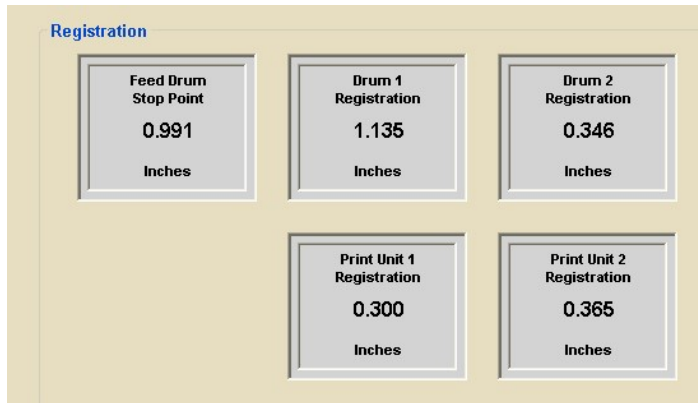 Registration
Feed Drum
Stop Point
0.991
Inches
Drum 1
Registration
1.135
Inches
Drum 2
Registration
0.346
Inches
Print Unit 1
Registration
0.300
Inches
Print Unit 2
Registration
0.365
Inches